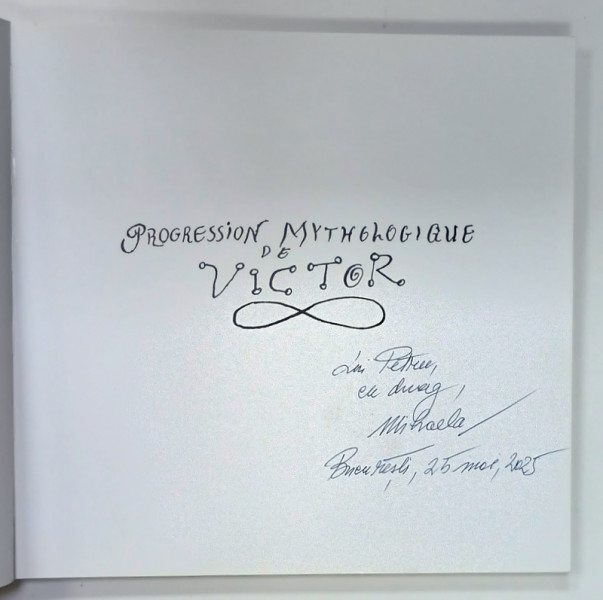 PROGRESSION MYTHOLOGIQUE
DE
VICTOR
Lui Petru,
cu drag,
Mihaela
București, 25 mai, 2025